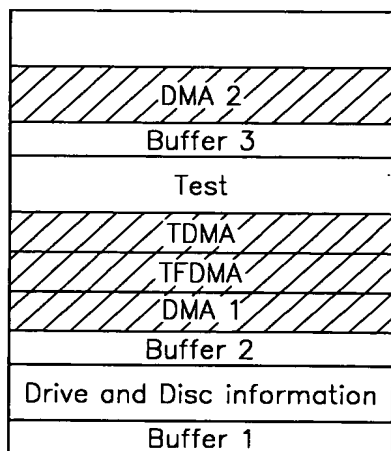 DMA 2
Buffer 3
Test
TDMA
TFDMA
DMA 1
Buffer 2
Drive and Disc information
Buffer 1